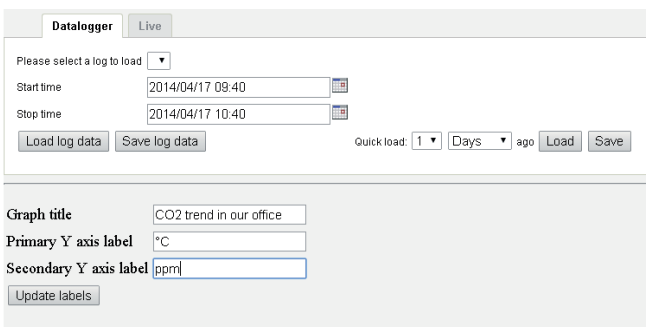 Datalogger Live
Please select a log to load
Start time 2014/04/17 09:40
Stop time 2014/04/17 10:40
Load log data Save log data Quick load: 1 Days ago Load Save
Graph title CO2 trend in our office
Primary Y axis label °C
Secondary Y axis label ppm
Update labels